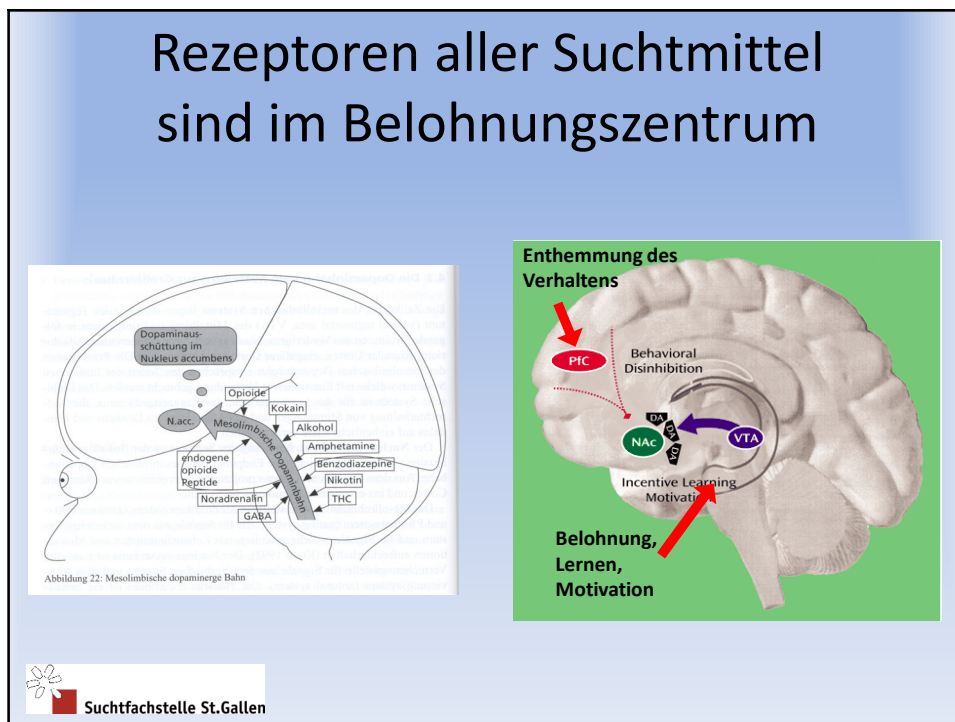 Rezeptoren aller Suchtmittel
sind im Belohnungszentrum
Dopaminaus-
schüttung im
Nukleus accumbens
Opioide
Kokain
Alkohol
Amphetamine
Benzodiazepine
Nikotin
THC
N.acc.
Mesolimbische Dopaminbahn
endogene
opioide
Peptide
Noradrenalin
GABA
Abbildung 22: Mesolimbische dopaminerge Bahn
Enthemmung des
Verhaltens
PfC
Behavioral
Disinhibition
DA
DA
DA
NAc
VTA
Incentive Learning
Motivation
Belohnung,
Lernen,
Motivation
Suchtfachstelle St.Gallen